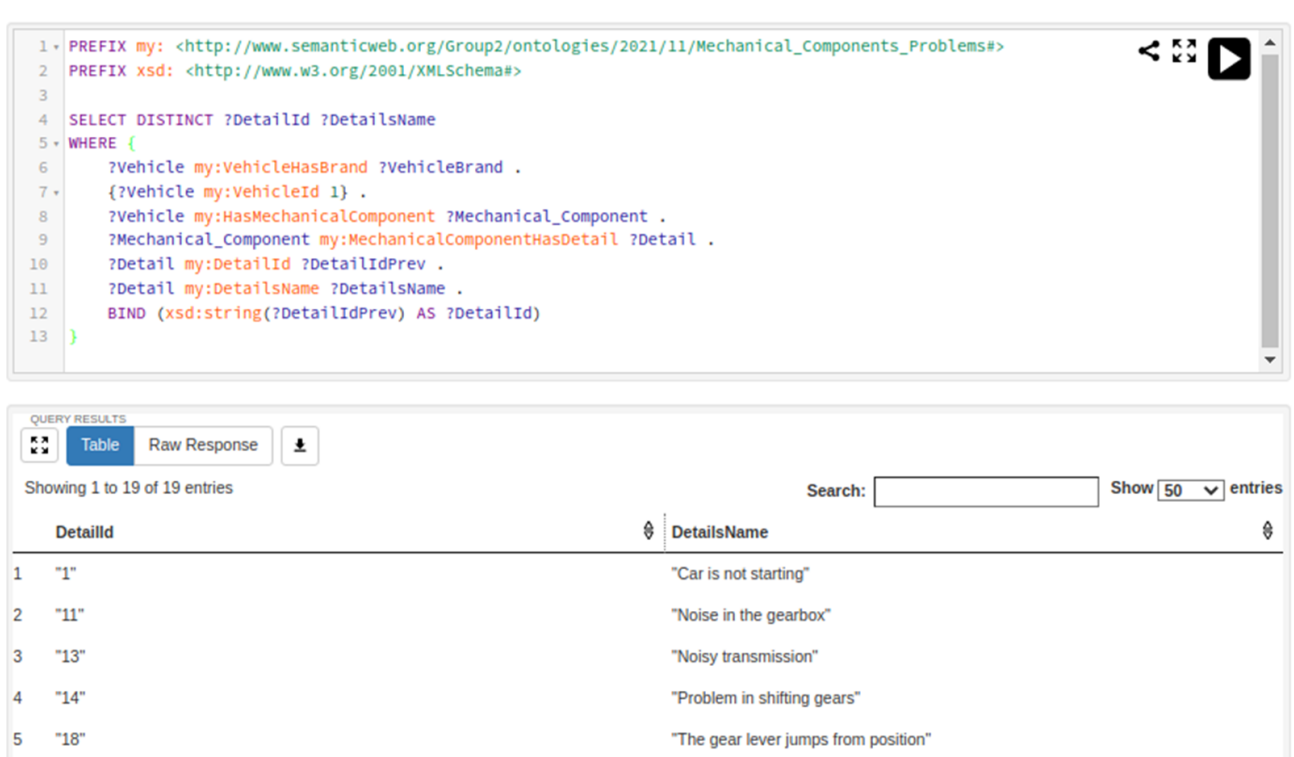 1 PREFIX my: <http://www.semanticweb.org/Group2/ontologies/2021/11/Mechanical_Components_Problems#>
2 PREFIX xsd: <http://www.w3.org/2001/XMLSchema#>
3
4 SELECT DISTINCT ?DetailId ?DetailsName
5 WHERE {
6 ?Vehicle my:VehicleHasBrand ?VehicleBrand .
7 {?Vehicle my:VehicleId 1} .
8 ?Vehicle my:HasMechanicalComponent ?Mechanical_Component .
9 ?Mechanical_Component my:MechanicalComponentHasDetail ?Detail .
10 ?Detail my:DetailId ?DetailIdPrev .
11 ?Detail my:DetailsName ?DetailsName .
12 BIND (xsd:string(?DetailIdPrev) AS ?DetailId)
13 }
QUERY RESULTS
Table Raw Response
Showing 1 to 19 of 19 entries Search: Show 50 entries
DetailId DetailsName
1 "1" "Car is not starting"
2 "11" "Noise in the gearbox"
3 "13" "Noisy transmission"
4 "14" "Problem in shifting gears"
5 "18" "The gear lever jumps from position"